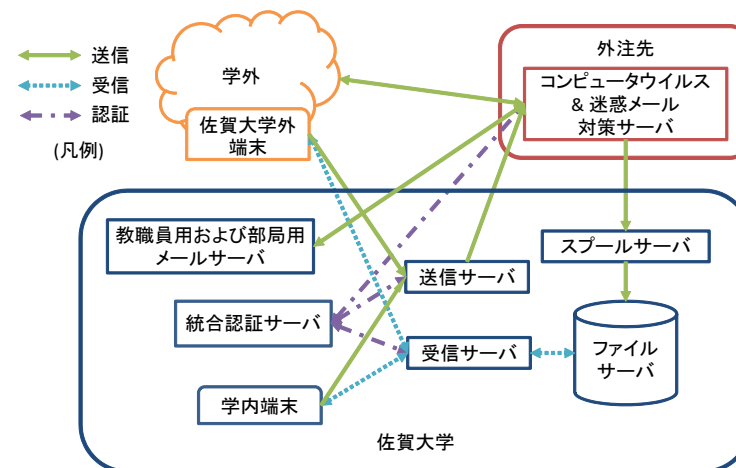 送信
受信
認証
(凡例)
学外
佐賀大学外
端末
外注先
コンピュータウイルス
& 迷惑メール
対策サーバ
教職員用および部局用
メールサーバ
送信サーバ
スプールサーバ
統合認証サーバ
受信サーバ
ファイル
サーバ
学内端末
佐賀大学